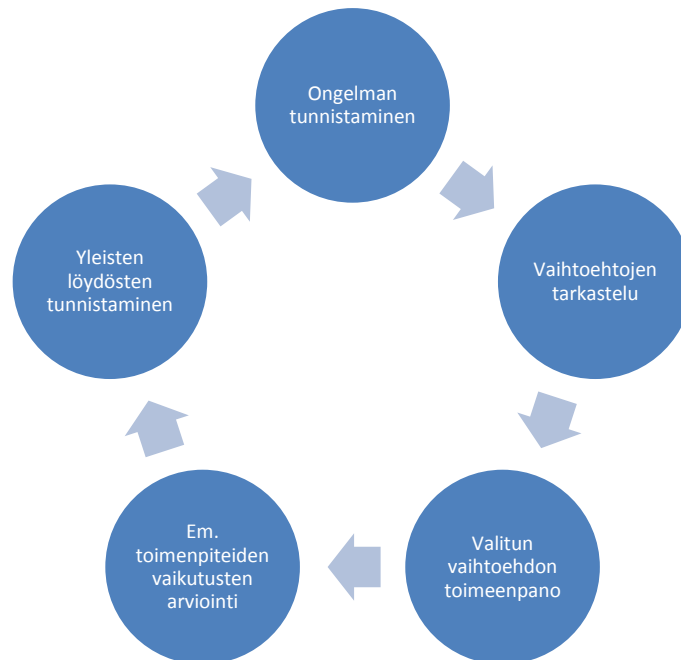 Ongelman
tunnistaminen
Vaihtoehtojen
tarkastelu
Valitun
vaihtoehdon
toimeenpano
Em.
toimenpiteiden
vaikutusten
arviointi
Yleisten
löydösten
tunnistaminen